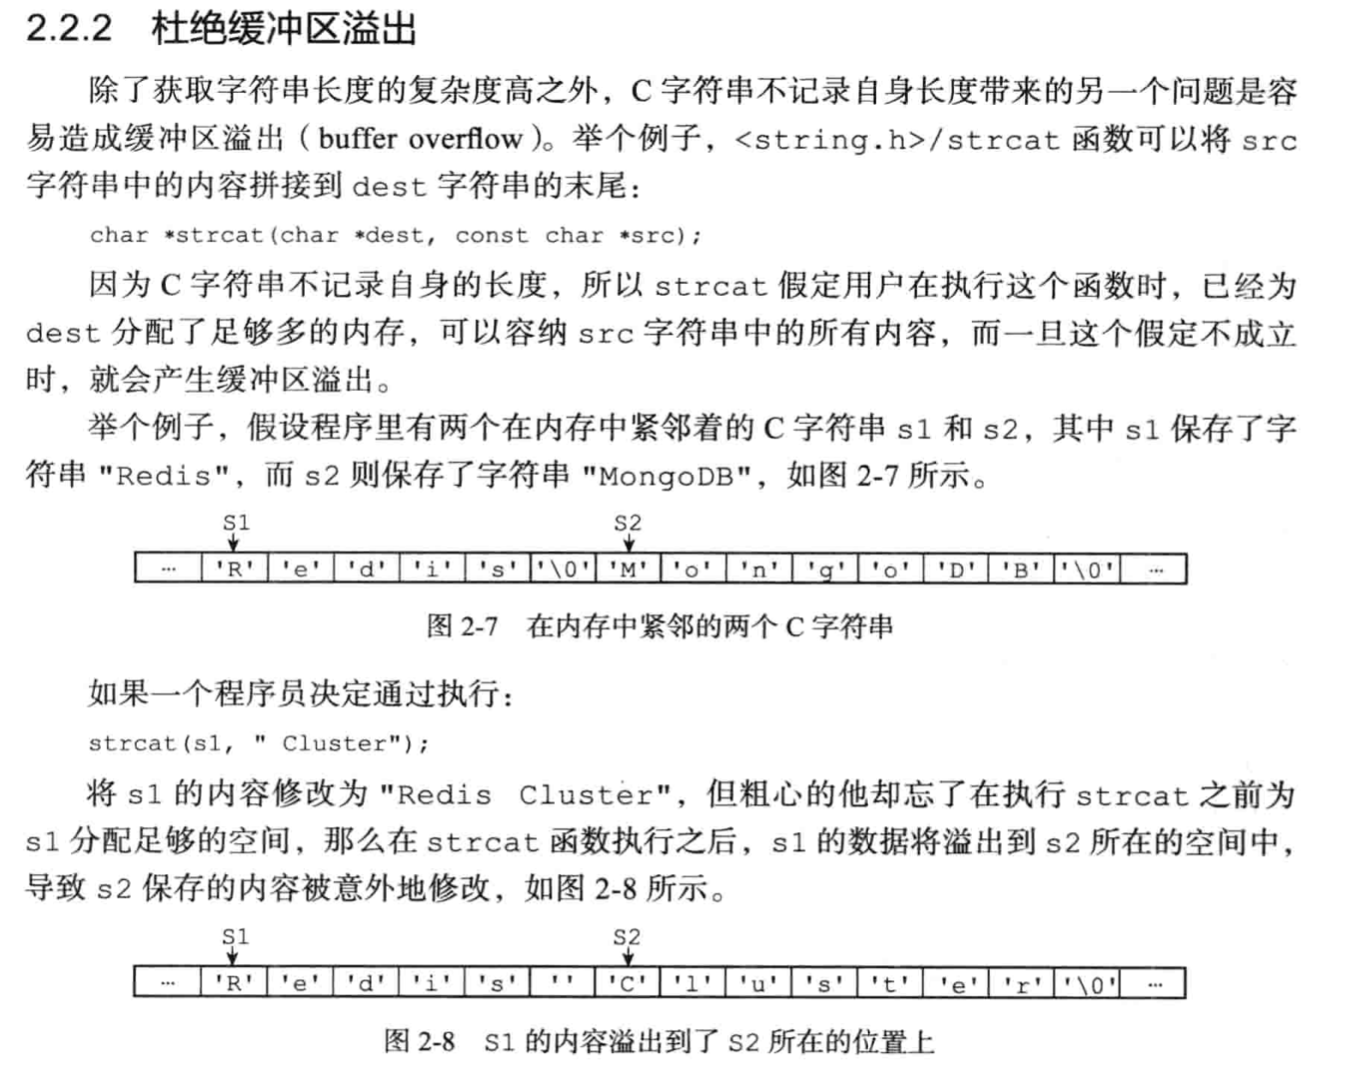 2.2.2 杜绝缓冲区溢出
除了获取字符串长度的复杂度高之外，C 字符串不记录自身长度带来的另一个问题是容
易造成缓冲区溢出（buffer overflow）。举个例子，<string.h>/strcat 函数可以将 src
字符串中的内容拼接到 dest 字符串的末尾：
char *strcat(char *dest, const char *src);
因为 C 字符串不记录自身的长度，所以 strcat 假定用户在执行这个函数时，已经为
dest 分配了足够多的内存，可以容纳 src 字符串中的所有内容，而一旦这个假定不成立
时，就会产生缓冲区溢出。
举个例子，假设程序里有两个在内存中紧邻着的 C 字符串 s1 和 s2，其中 s1 保存了字
符串 "Redis"，而 s2 则保存了字符串 "MongoDB"，如图 2-7 所示。
S1 S2
… 'R' 'e' 'd' 'i' 's' '\0' 'M' 'o' 'n' 'g' 'o' 'D' 'B' '\0' …
图 2-7 在内存中紧邻的两个 C 字符串
如果一个程序员决定通过执行：
strcat(s1, " Cluster");
将 s1 的内容修改为 "Redis Cluster"，但粗心的他却忘了在执行 strcat 之前为
s1 分配足够的空间，那么在 strcat 函数执行之后，s1 的数据将溢出到 s2 所在的空间中，
导致 s2 保存的内容被意外地修改，如图 2-8 所示。
S1 S2
… 'R' 'e' 'd' 'i' 's' ' ' 'C' 'l' 'u' 's' 't' 'e' 'r' '\0' …
图 2-8 S1 的内容溢出到了 S2 所在的位置上